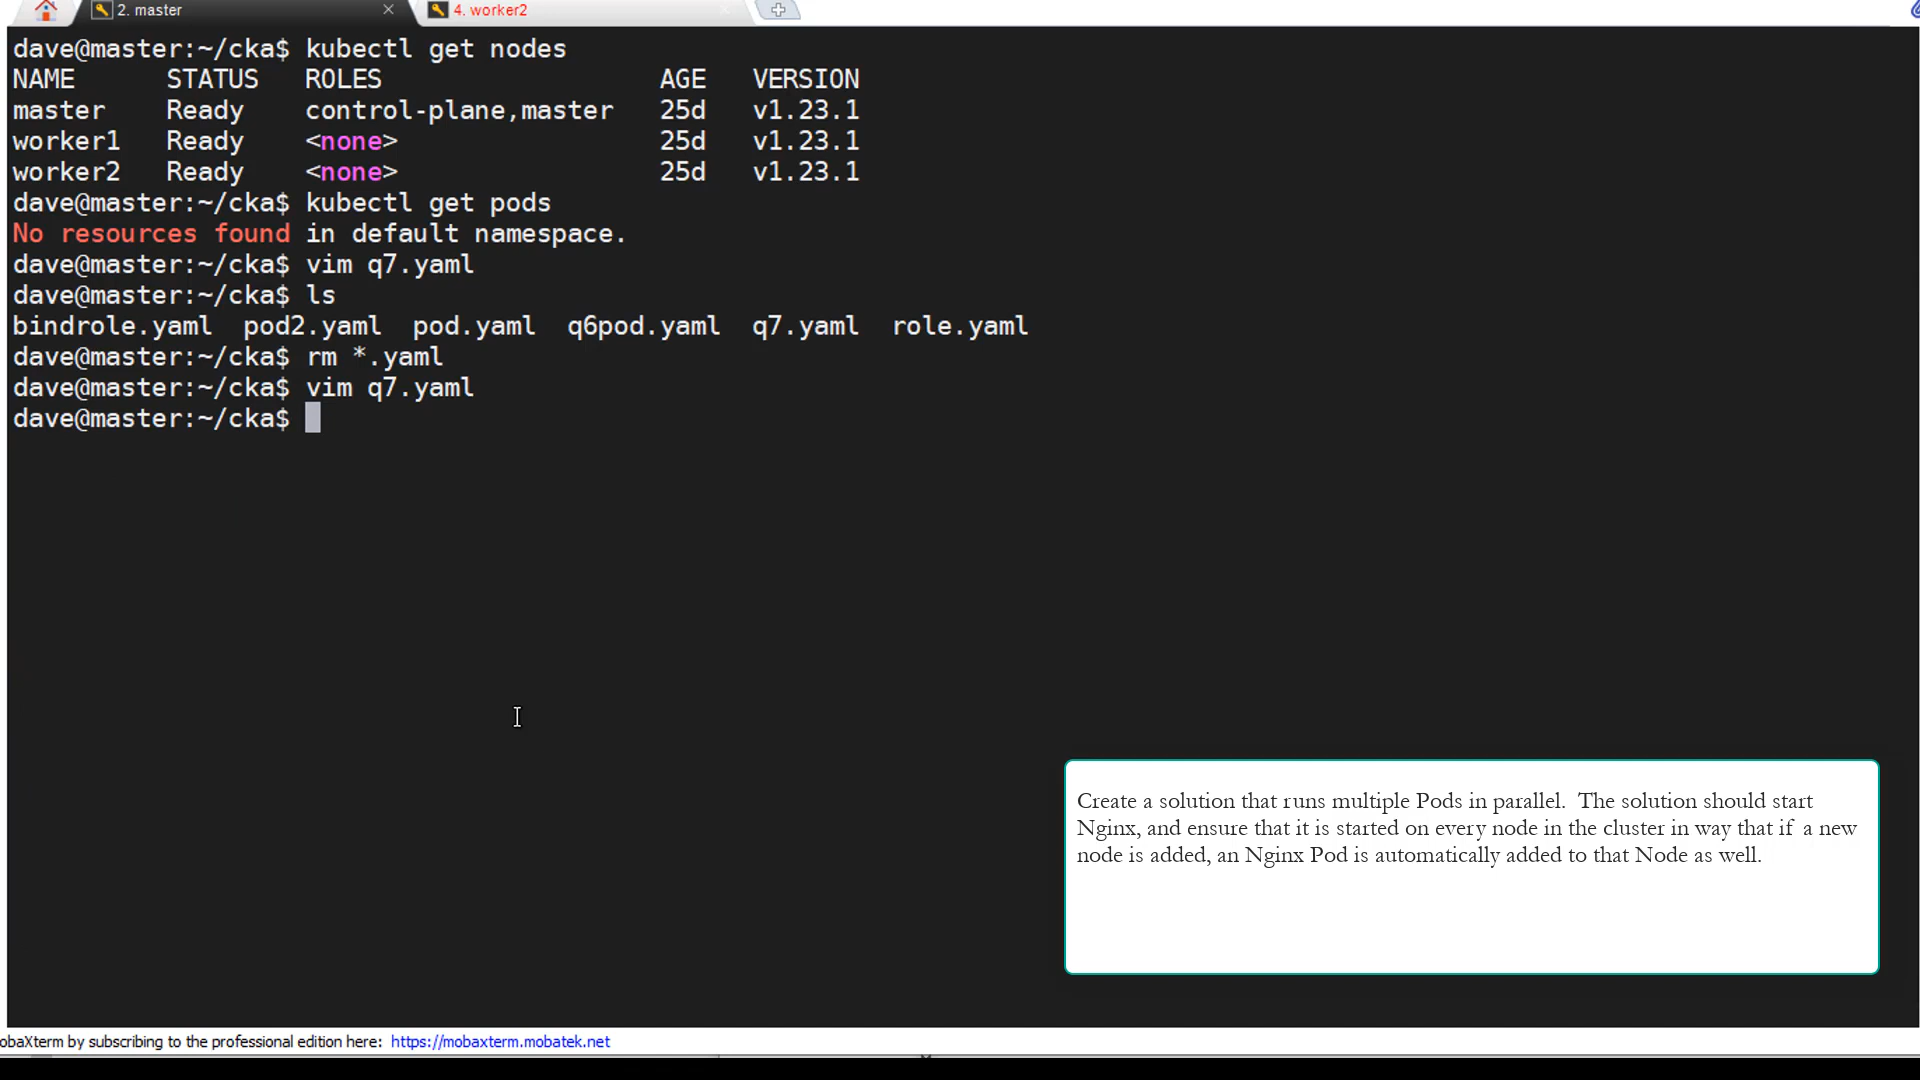 2. master
4. worker2
dave@master:~/cka$ kubectl get nodes
NAME STATUS ROLES AGE VERSION
master Ready control-plane,master 25d v1.23.1
worker1 Ready <none> 25d v1.23.1
worker2 Ready <none> 25d v1.23.1
dave@master:~/cka$ kubectl get pods
No resources found in default namespace.
dave@master:~/cka$ vim q7.yaml
dave@master:~/cka$ ls
bindrole.yaml pod2.yaml pod.yaml q6pod.yaml q7.yaml role.yaml
dave@master:~/cka$ rm *.yaml
dave@master:~/cka$ vim q7.yaml
dave@master:~/cka$
Create a solution that runs multiple Pods in parallel. The solution should start
Nginx, and ensure that it is started on every node in the cluster in way that if a new
node is added, an Nginx Pod is automatically added to that Node as well.
obaXterm by subscribing to the professional edition here: https://mobaxterm.mobatek.net